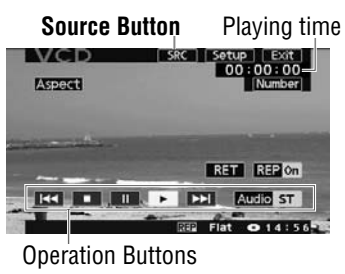 Source Button Playing time
VCD SRC Setup Exit
00:00:00
Aspect Number
RET REP On
Audio ST
REP Flat 14:56
Operation Buttons